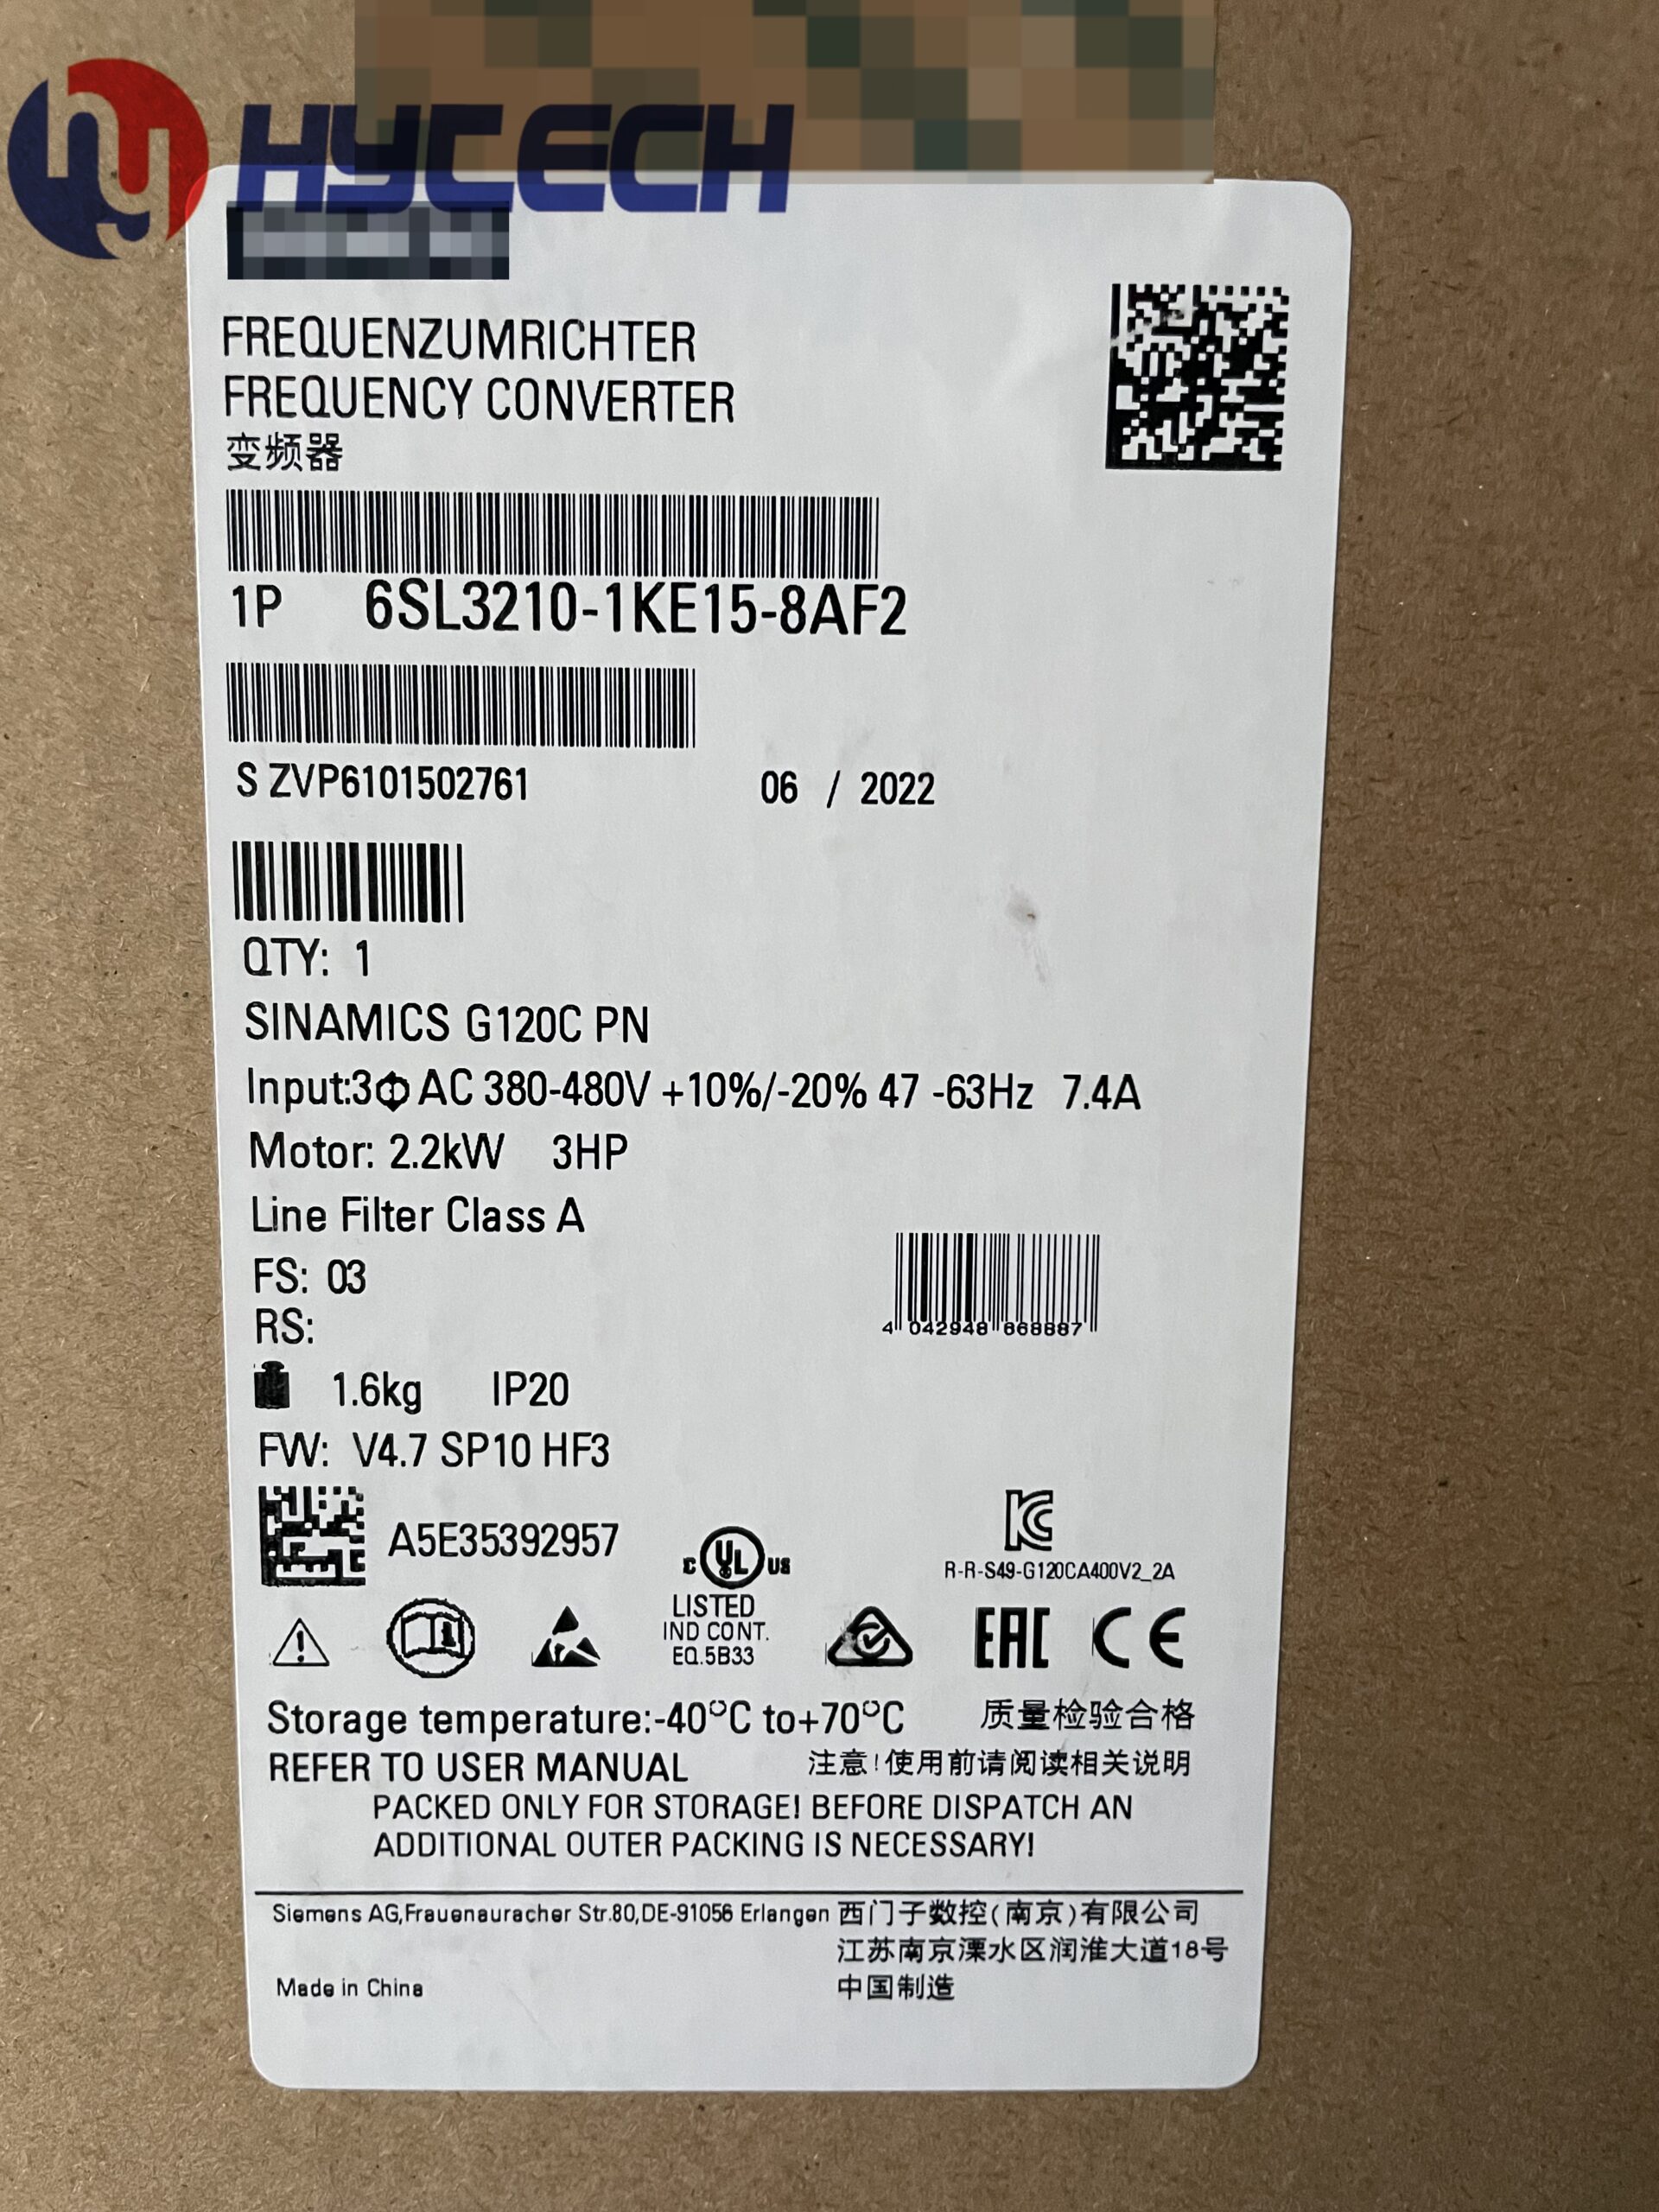 HYTECH
FREQUENZUMRICHTER
FREQUENCY CONVERTER
变频器
1P 6SL3210-1KE15-8AF2
S ZVP6101502761 06 / 2022
QTY: 1
SINAMICS G120C PN
Input:3Φ AC 380-480V +10%/-20% 47 -63Hz 7.4A
Motor: 2.2kW 3HP
Line Filter Class A
FS: 03
RS:
4 042948 668887
1.6kg IP20
FW: V4.7 SP10 HF3
A5E35392957
C UL US
LISTED
IND CONT.
EQ.5B33
KC
R-R-S49-G120CA400V2_2A
EAC CE
Storage temperature:-40°C to+70°C 质量检验合格
REFER TO USER MANUAL 注意!使用前请阅读相关说明
PACKED ONLY FOR STORAGE! BEFORE DISPATCH AN
ADDITIONAL OUTER PACKING IS NECESSARY!
Siemens AG,Frauenauracher Str.80,DE-91056 Erlangen 西门子数控(南京)有限公司
江苏南京溧水区润淮大道18号
Made in China 中国制造